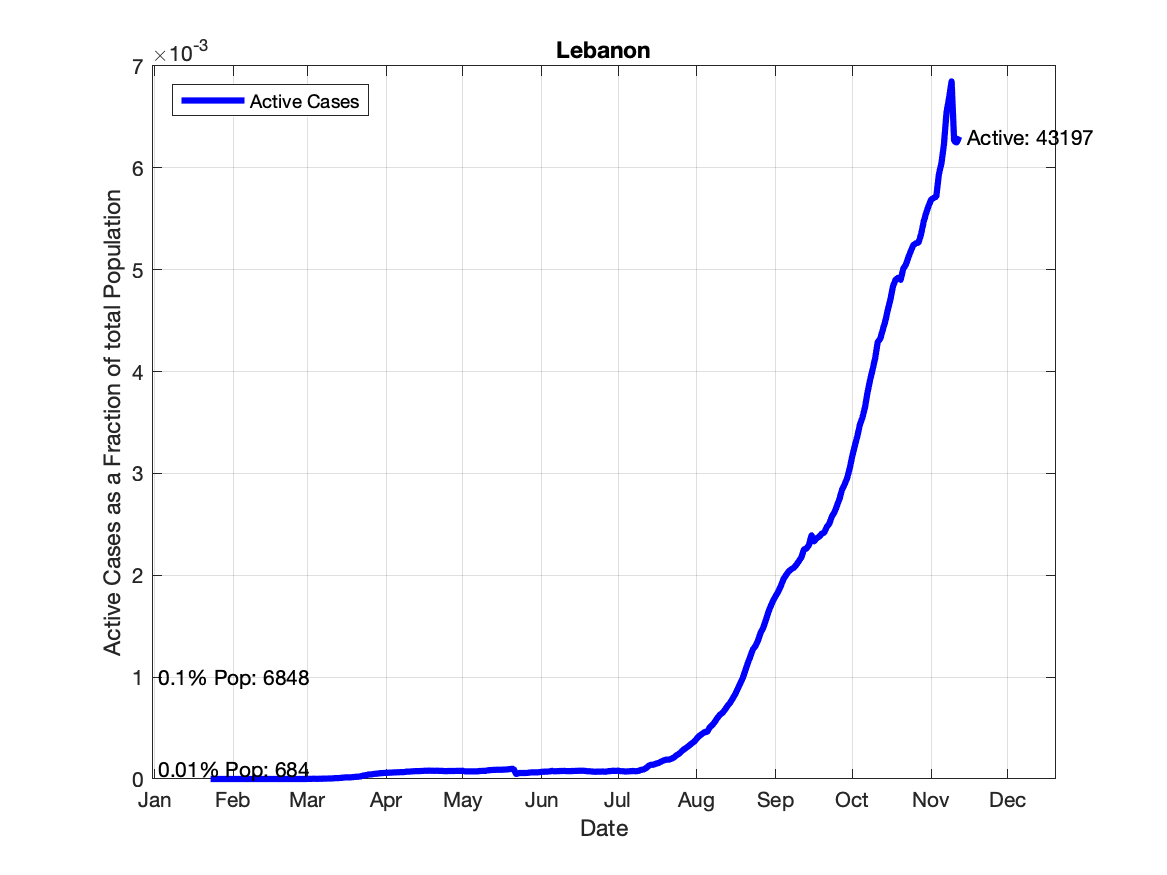 Lebanon
×10-3
7
6
5
4
3
2
1
0
Active Cases
Active: 43197
0.1% Pop: 6848
0.01% Pop: 684
Active Cases as a Fraction of total Population
Jan Feb Mar Apr May Jun Jul Aug Sep Oct Nov Dec
Date